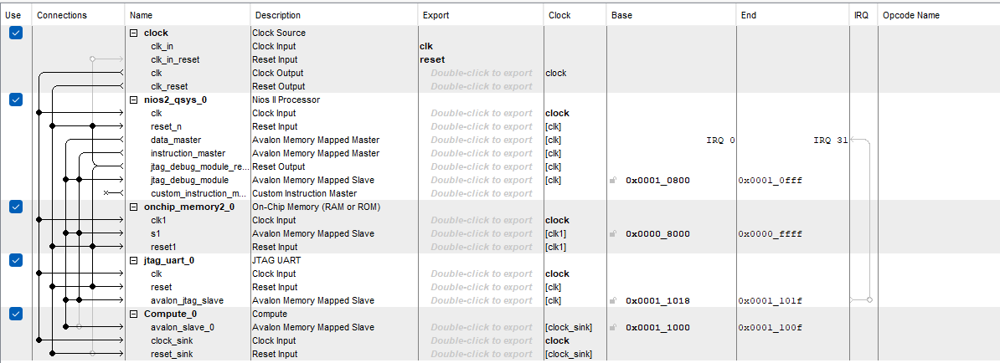 Use Connections Name Description Export Clock Base End IRQ Opcode Name
clock Clock Source
clk_in Clock Input clk
clk_in_reset Reset Input reset
clk Clock Output Double-click to export clock
clk_reset Reset Output Double-click to export
nios2_qsys_0 Nios II Processor
clk Clock Input Double-click to export clock
reset_n Reset Input Double-click to export [clk]
data_master Avalon Memory Mapped Master Double-click to export [clk] IRQ 0 IRQ 31
instruction_master Avalon Memory Mapped Master Double-click to export [clk]
jtag_debug_module_re... Reset Output Double-click to export [clk]
jtag_debug_module Avalon Memory Mapped Slave Double-click to export [clk] 0x0001_0800 0x0001_0fff
custom_instruction_m... Custom Instruction Master Double-click to export
onchip_memory2_0 On-Chip Memory (RAM or ROM)
clk1 Clock Input Double-click to export clock
s1 Avalon Memory Mapped Slave Double-click to export [clk1] 0x0000_8000 0x0000_ffff
reset1 Reset Input Double-click to export [clk1]
jtag_uart_0 JTAG UART
clk Clock Input Double-click to export clock
reset Reset Input Double-click to export [clk]
avalon_jtag_slave Avalon Memory Mapped Slave Double-click to export [clk] 0x0001_1018 0x0001_101f
Compute_0 Compute
avalon_slave_0 Avalon Memory Mapped Slave Double-click to export [clock_sink] 0x0001_1000 0x0001_100f
clock_sink Clock Input Double-click to export clock
reset_sink Reset Input Double-click to export [clock_sink]